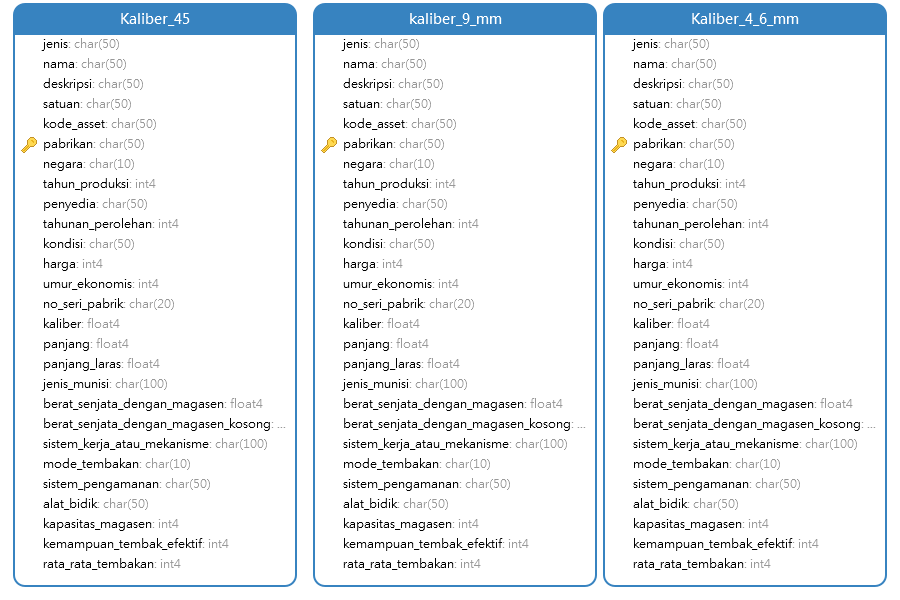 Kaliber_45
jenis: char(50)
nama: char(50)
deskripsi: char(50)
satuan: char(50)
kode_asset: char(50)
pabrikan: char(50)
negara: char(10)
tahun_produksi: int4
penyedia: char(50)
tahunan_perolehan: int4
kondisi: char(50)
harga: int4
umur_ekonomis: int4
no_seri_pabrik: char(20)
kaliber: float4
panjang: float4
panjang_laras: float4
jenis_munisi: char(100)
berat_senjata_dengan_magasen: float4
berat_senjata_dengan_magasen_kosong: ...
sistem_kerja_atau_mekanisme: char(100)
mode_tembakan: char(10)
sistem_pengamanan: char(50)
alat_bidik: char(50)
kapasitas_magasen: int4
kemampuan_tembak_efektif: int4
rata_rata_tembakan: int4
kaliber_9_mm
jenis: char(50)
nama: char(50)
deskripsi: char(50)
satuan: char(50)
kode_asset: char(50)
pabrikan: char(50)
negara: char(10)
tahun_produksi: int4
penyedia: char(50)
tahunan_perolehan: int4
kondisi: char(50)
harga: int4
umur_ekonomis: int4
no_seri_pabrik: char(20)
kaliber: float4
panjang: float4
panjang_laras: float4
jenis_munisi: char(100)
berat_senjata_dengan_magasen: float4
berat_senjata_dengan_magasen_kosong: ...
sistem_kerja_atau_mekanisme: char(100)
mode_tembakan: char(10)
sistem_pengamanan: char(50)
alat_bidik: char(50)
kapasitas_magasen: int4
kemampuan_tembak_efektif: int4
rata_rata_tembakan: int4
Kaliber_4_6_mm
jenis: char(50)
nama: char(50)
deskripsi: char(50)
satuan: char(50)
kode_asset: char(50)
pabrikan: char(50)
negara: char(10)
tahun_produksi: int4
penyedia: char(50)
tahunan_perolehan: int4
kondisi: char(50)
harga: int4
umur_ekonomis: int4
no_seri_pabrik: char(20)
kaliber: float4
panjang: float4
panjang_laras: float4
jenis_munisi: char(100)
berat_senjata_dengan_magasen: float4
berat_senjata_dengan_magasen_kosong: ...
sistem_kerja_atau_mekanisme: char(100)
mode_tembakan: char(10)
sistem_pengamanan: char(50)
alat_bidik: char(50)
kapasitas_magasen: int4
kemampuan_tembak_efektif: int4
rata_rata_tembakan: int4